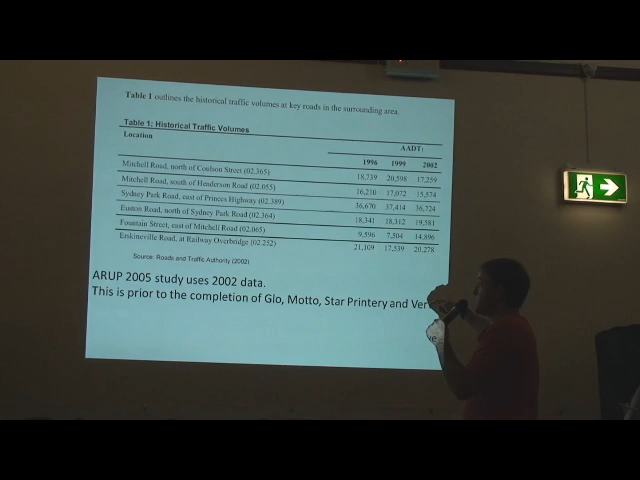 Table 1 outlines the historical traffic volumes at key roads in the surrounding area.
Table 1: Historical Traffic Volumes
Location AADT:
1996 1999 2002
Mitchell Road, north of Coulson Street (02.365) 18,739 20,598 17,259
Mitchell Road, south of Henderson Road (02.055) 16,210 17,072 15,574
Sydney Park Road, east of Princes Highway (02.389) 36,670 37,414 36,724
Euston Road, north of Sydney Park Road (02.364) 18,341 18,312 19,581
Fountain Street, east of Mitchell Road (02.065) 9,596 7,504 14,896
Erskineville Road, at Railway Overbridge (02.252) 21,109 17,539 20,278
Source: Roads and Traffic Authority (2002)
ARUP 2005 study uses 2002 data.
This is prior to the completion of Glo, Motto, Star Printery and Ver